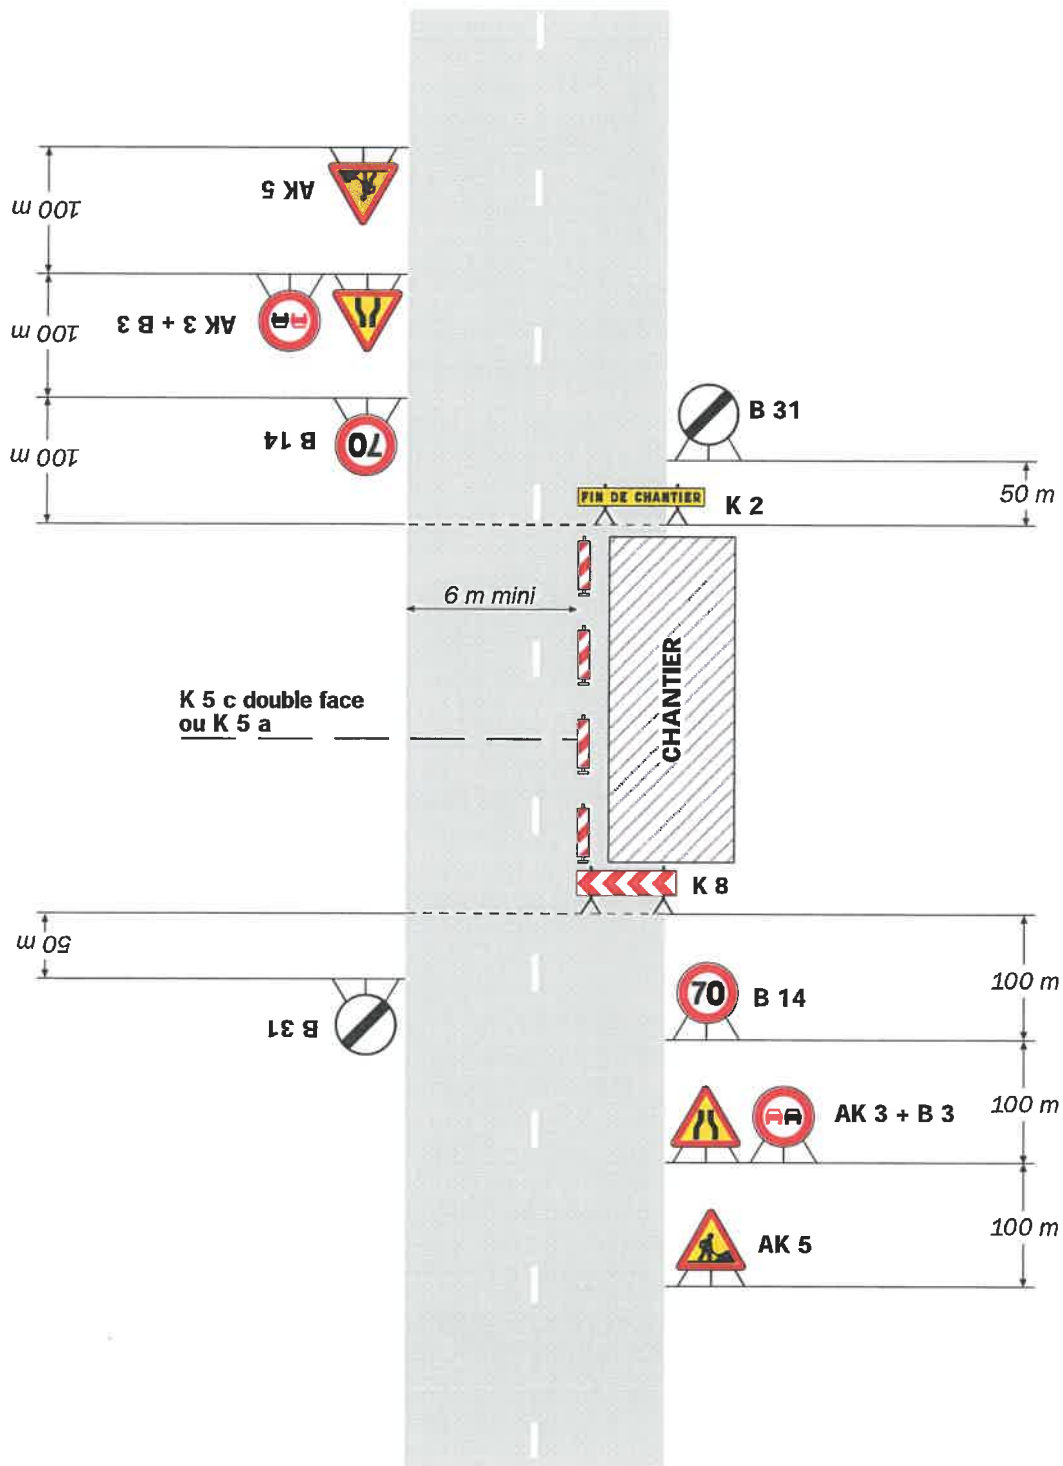 100 m
AK 5
100 m
AK 3 + B 3
100 m
B 14
70
B 31
50 m
FIN DE CHANTIER
K 2
6 m mini
K 5 c double face
ou K 5 a
CHANTIER
K 8
50 m
B 31
70
B 14
100 m
AK 3 + B 3
100 m
AK 5
100 m